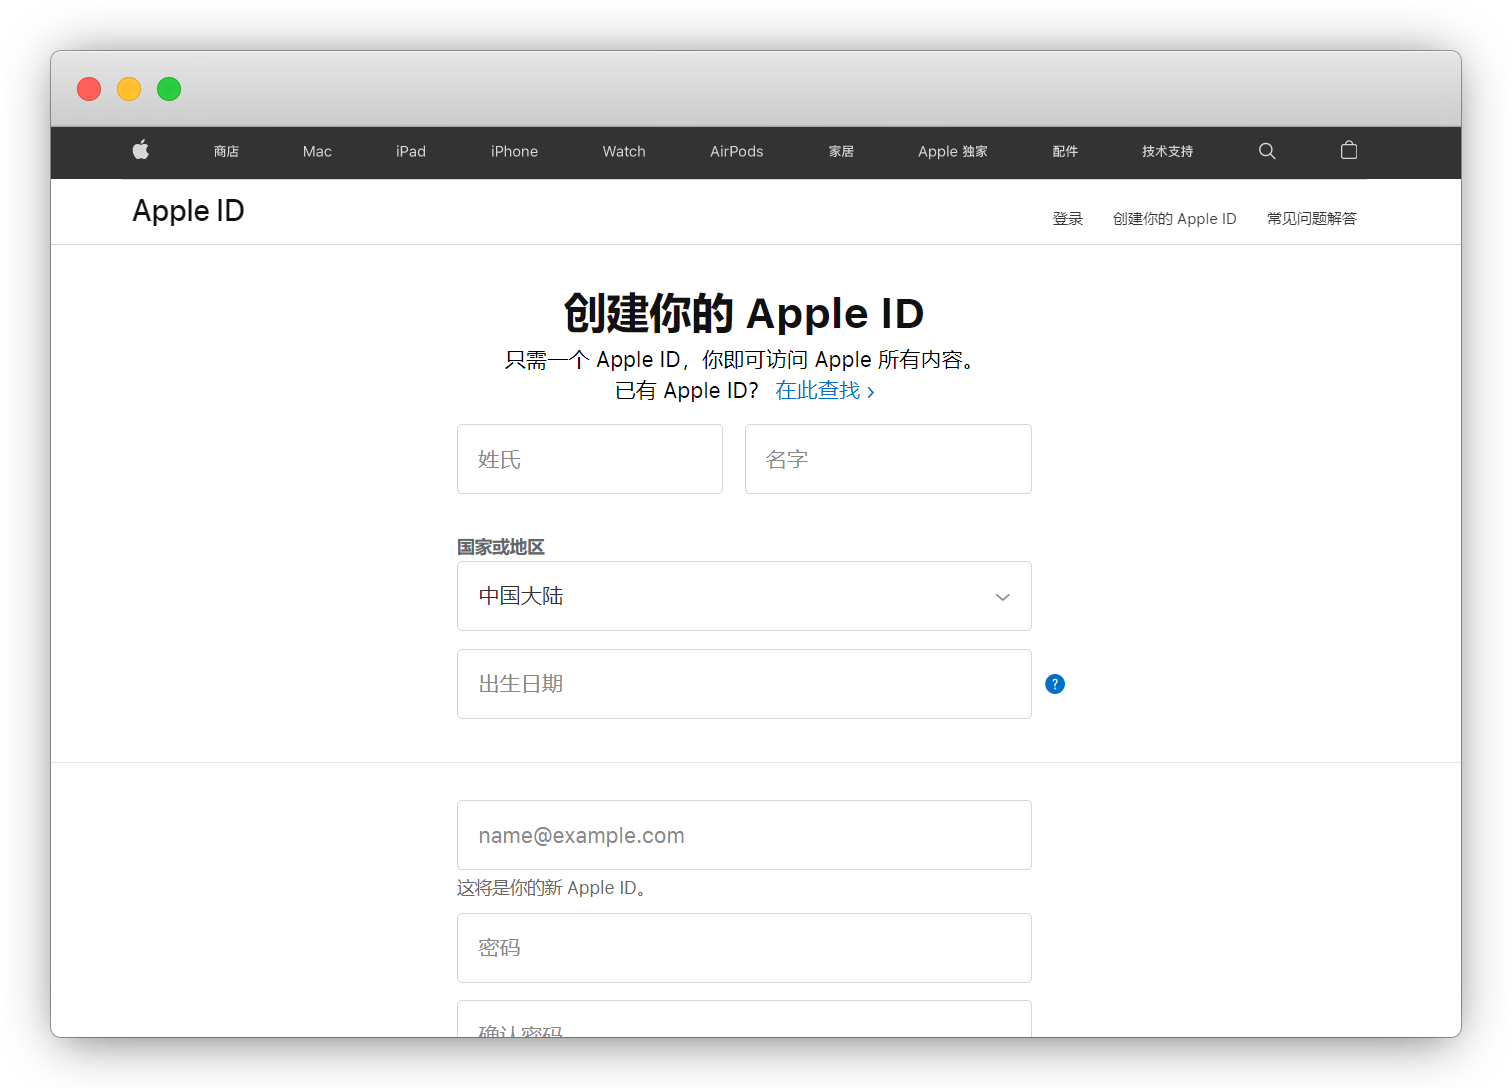 商店 Mac iPad iPhone Watch AirPods 家居 Apple 独家 配件 技术支持
Apple ID
登录 创建你的 Apple ID 常见问题解答
创建你的 Apple ID
只需一个 Apple ID，你即可访问 Apple 所有内容。
已有 Apple ID？ 在此查找 ›
姓氏 名字
国家或地区
中国大陆
出生日期
?
name@example.com
这将是你的新 Apple ID。
密码
确认密码